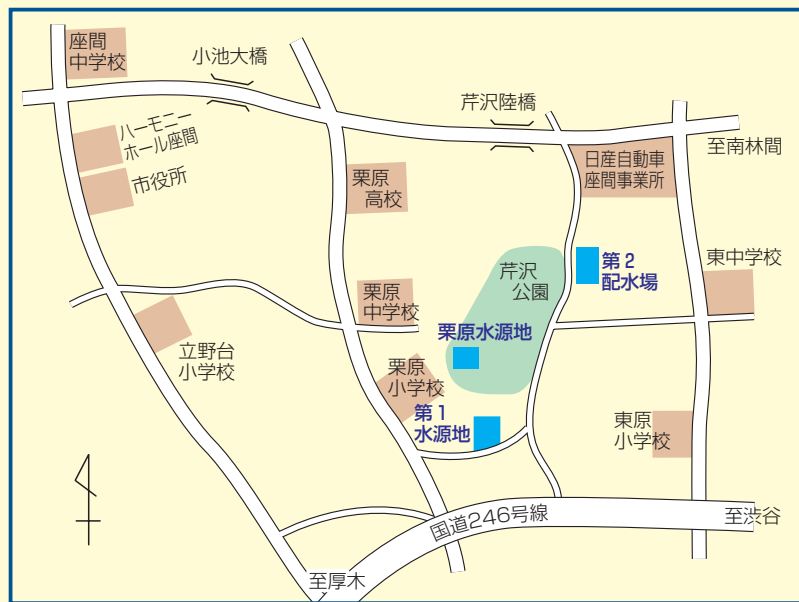 座間
中学校
小池大橋
芹沢陸橋
至南林間
ハーモニー
ホール座間
市役所
日産自動車
座間事業所
栗原
高校
第2
配水場
東中学校
芹沢
公園
栗原
中学校
栗原水源地
立野台
小学校
栗原
小学校
第1
水源地
東原
小学校
国道246号線
至渋谷
至厚木